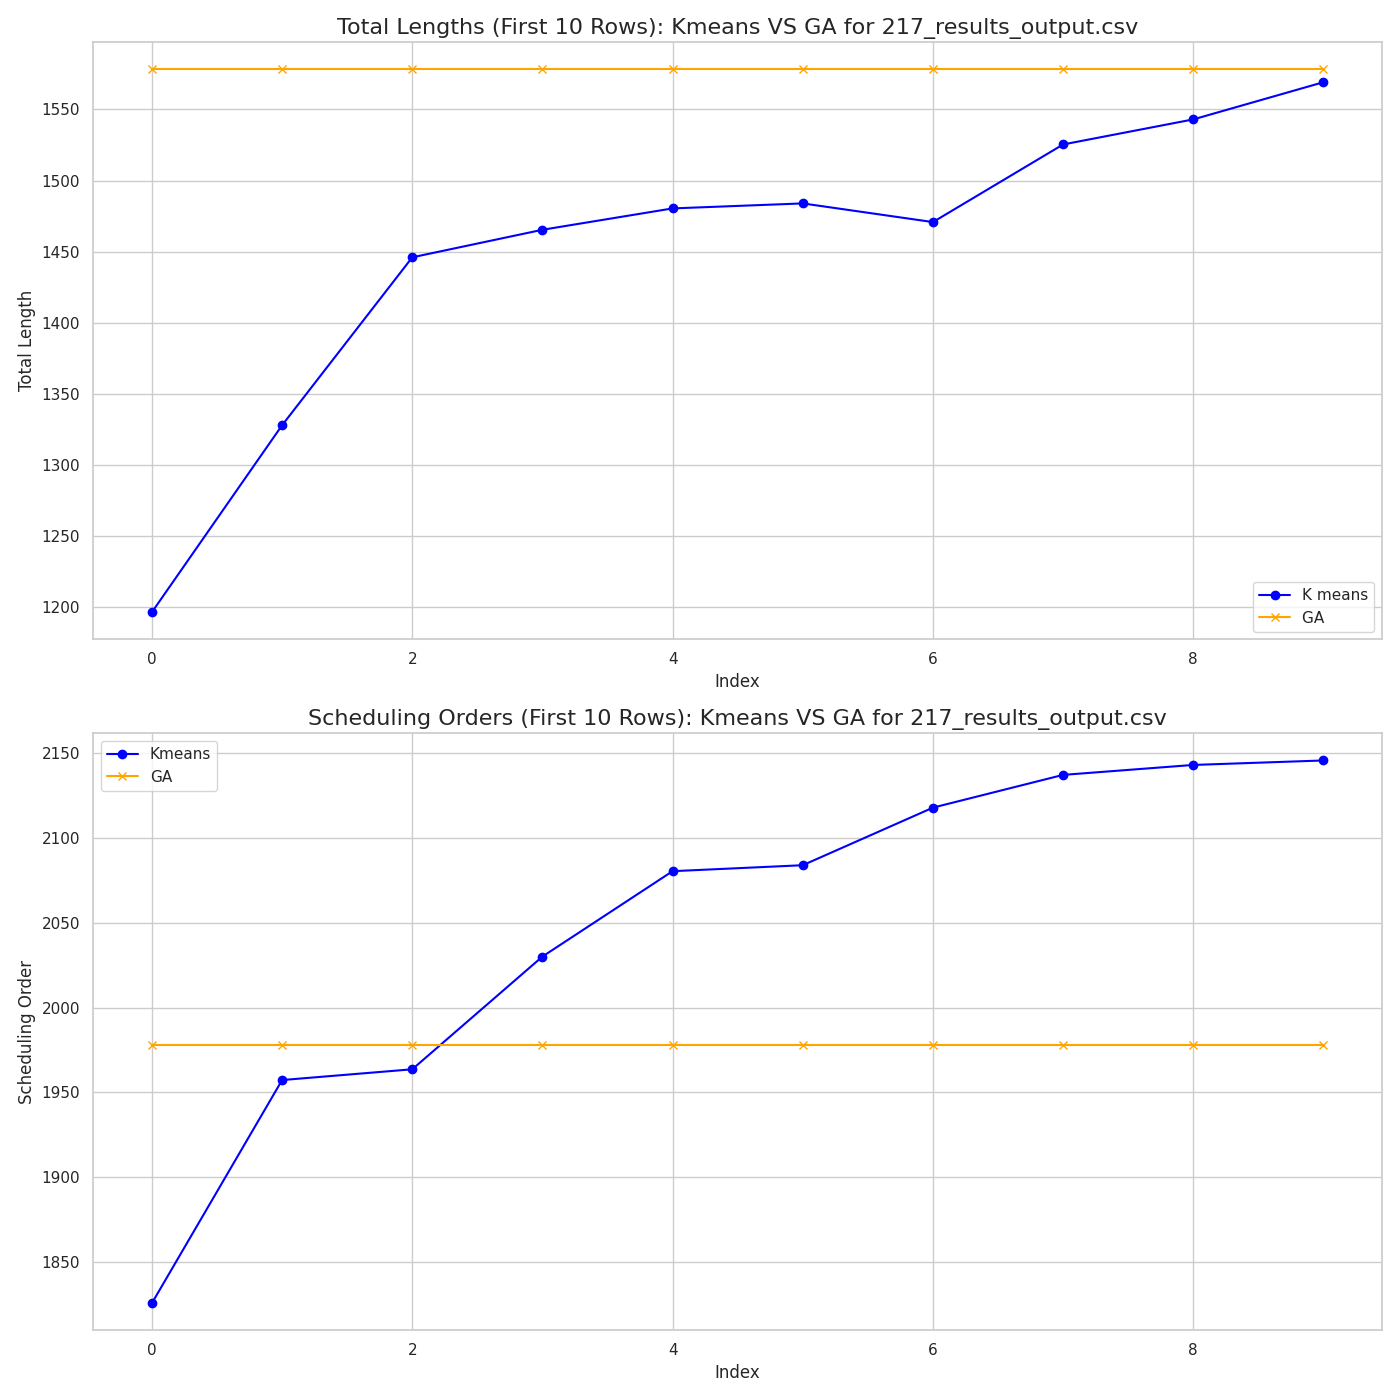 Total Lengths (First 10 Rows): Kmeans VS GA for 217_results_output.csv
Total Length
1550
1500
1450
1400
1350
1300
1250
1200
K means
GA
0 2 4 6 8
Index
Scheduling Orders (First 10 Rows): Kmeans VS GA for 217_results_output.csv
Kmeans
GA
Scheduling Order
2150
2100
2050
2000
1950
1900
1850
0 2 4 6 8
Index